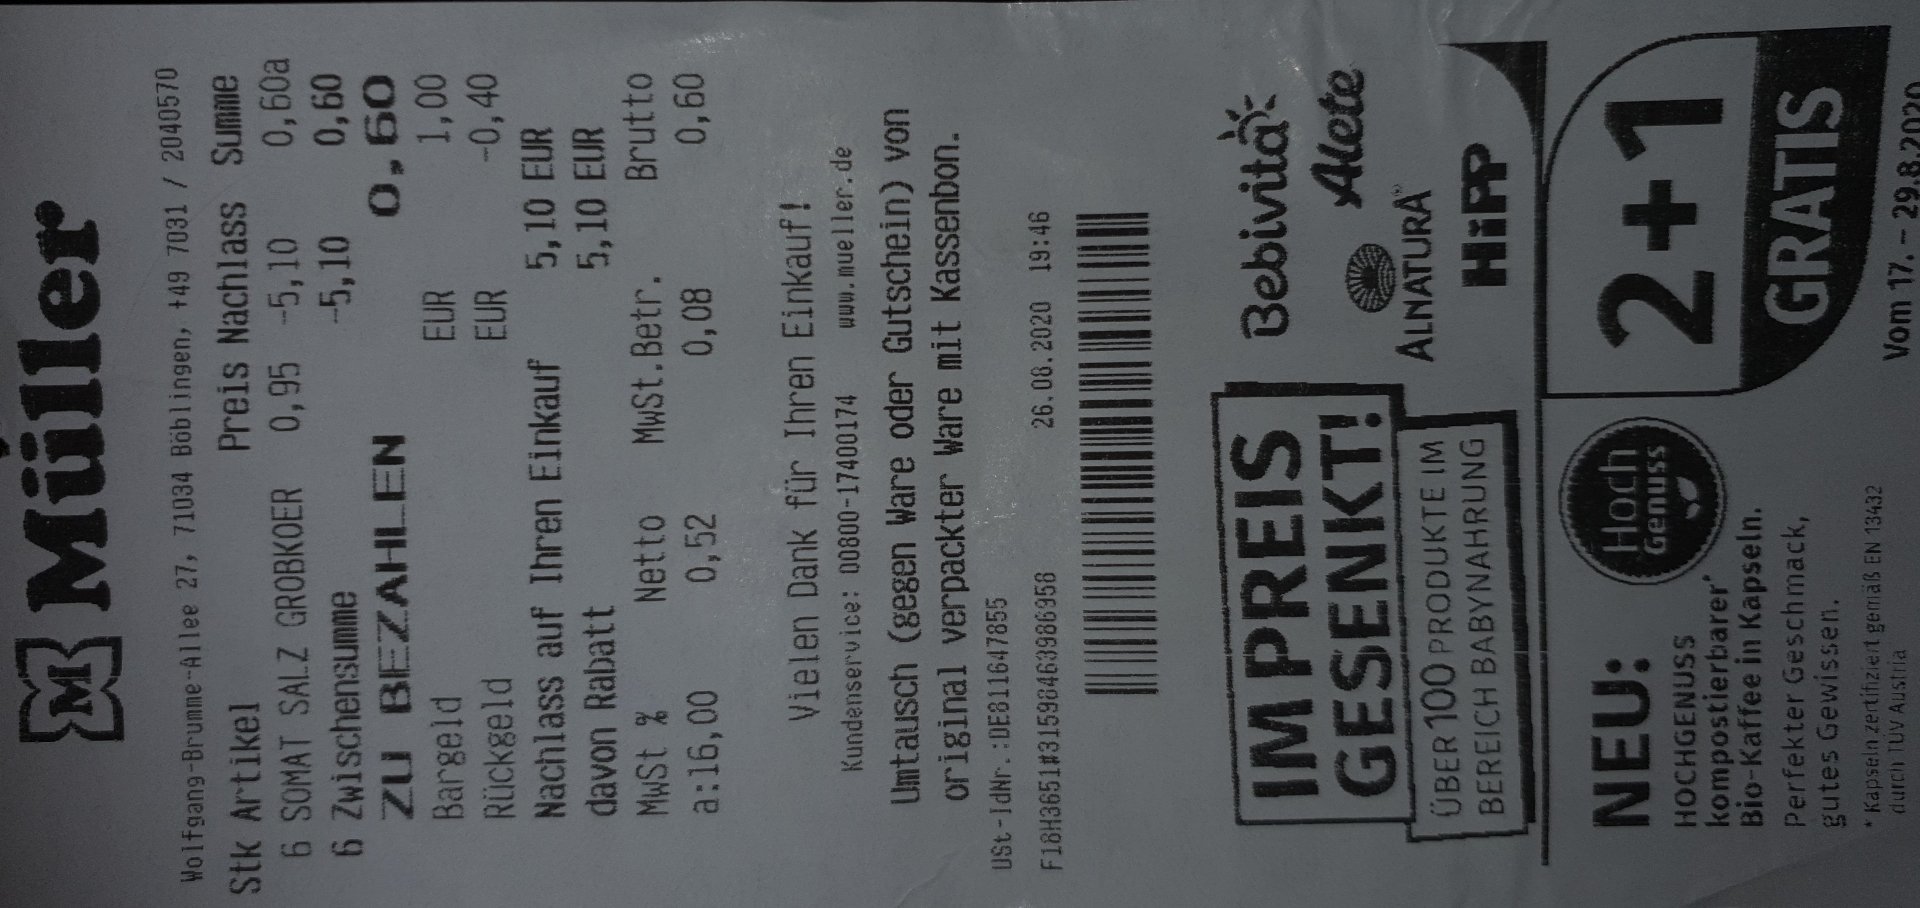 M Müller
Wolfgang-Brumme-Allee 27, 71034 Böblingen, +49 7031 / 2040570
Stk Artikel Preis Nachlass Summe
6 SOMAT SALZ GROBKOER 0,95 -5,10 0,60a
6 Zwischensumme -5,10 0,60
ZU BEZAHLEN 0,60
Bargeld EUR 1,00
Rückgeld EUR -0,40
Nachlass auf Ihren Einkauf 5,10 EUR
davon Rabatt 5,10 EUR
MwSt % Netto MwSt.Betr. Brutto
a:16,00 0,52 0,08 0,60
Vielen Dank für Ihren Einkauf!
Kundenservice: 00800-17400174 www.mueller.de
Umtausch (gegen Ware oder Gutschein) von
original verpackter Ware mit Kassenbon.
USt-IdNr.:DE811647855
F18H3651#31598463986958 26.08.2020 19:46
IM PREIS
GESENKT!
ÜBER 100 PRODUKTE IM
BEREICH BABYNAHRUNG
Bebivita
Alete
ALNATURA
HiPP
NEU:
HOCHGENUSS
kompostierbarer*
Bio-Kaffee in Kapseln.
Perfekter Geschmack,
gutes Gewissen.
* Kapseln zertifiziert gemäß EN 13432
durch TÜV Austria
Hoch
Genuss
2+1
GRATIS
Vom 17. – 29.8.2020